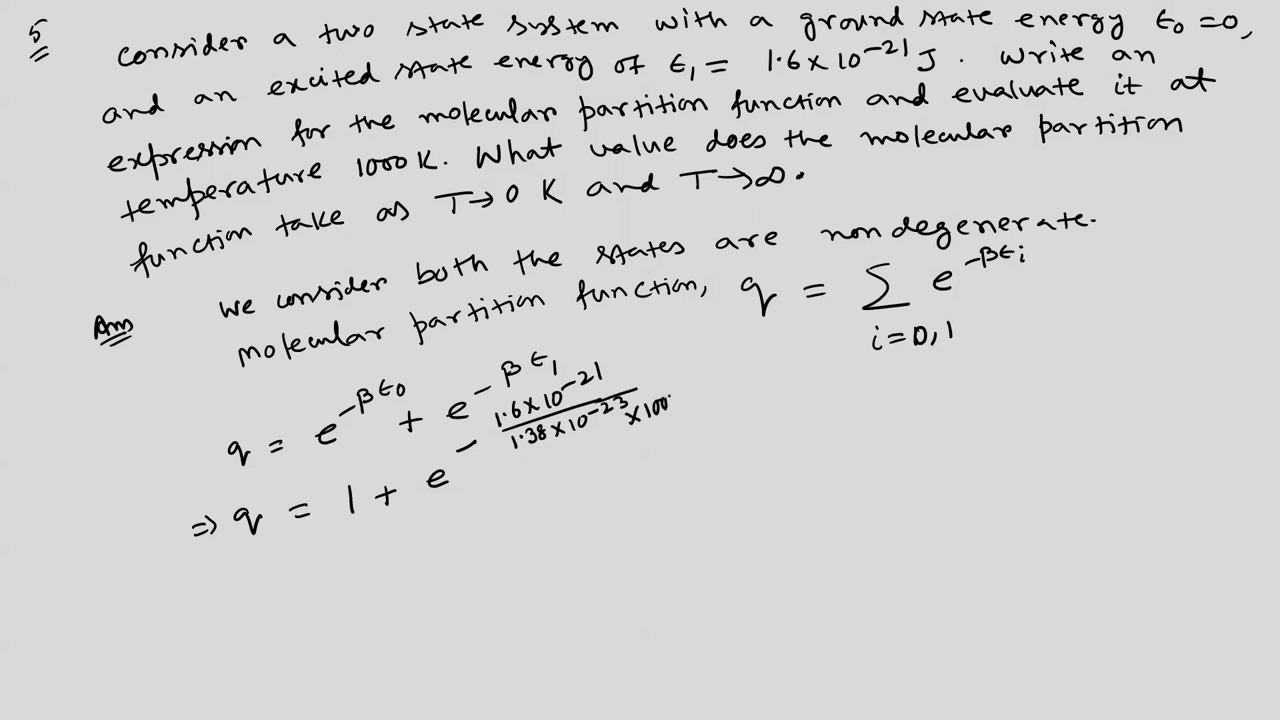 5 Consider a two state system with a ground state energy ϵ₀ = 0,
and an excited state energy of ϵ₁ = 1.6×10⁻²¹ J. Write an
expression for the molecular partition function and evaluate it at
temperature 1000 K. What value does the molecular partition
function take as T→0 K and T→∞.
Ans We consider both the states are nondegenerate.
molecular partition function, q = Σ_{i=0,1} e^{-βϵᵢ}
q = e^{-βϵ₀} + e^{-βϵ₁}
⇒ q = 1 + e^{-\frac{1.6×10⁻²¹}{1.38×10⁻²³×100}}